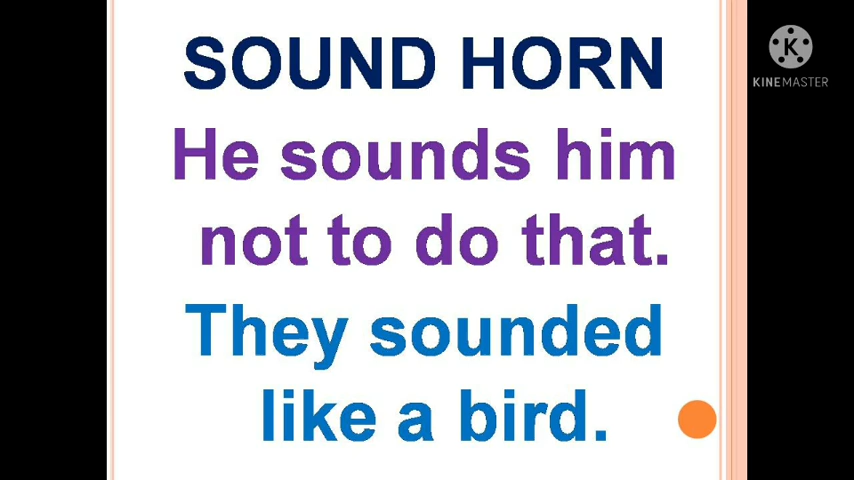 SOUND HORN
He sounds him
not to do that.
They sounded
like a bird.
K
KINEMASTER